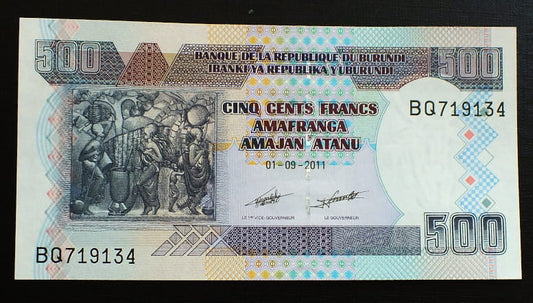 500
BANQUE DE LA REPUBLIQUE DU BURUNDI
IBANKI YA REPUBLIKA Y'UBURUNDI
500
CINQ CENTS FRANCS
AMAFRANGA
AMAJAN ATANU
01-09-2011
BQ719134
LE 1er VICE-GOUVERNEUR
LE GOUVERNEUR
BQ719134
500